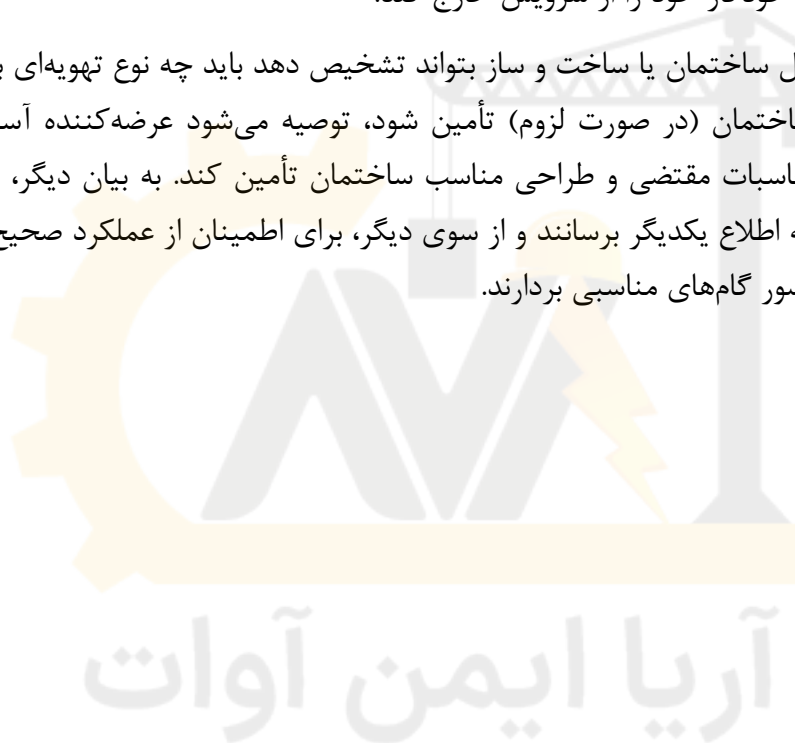 خودکار خود را از سرویس خارج کند.
ل ساختمان یا ساخت و ساز بتواند تشخیص دهد باید چه نوع تهویه‌ای ب
ساختمان (در صورت لزوم) تأمین شود، توصیه می‌شود عرضه‌کننده آس
اسبات مقتضی و طراحی مناسب ساختمان تأمین کند. به بیان دیگر،
ه اطلاع یکدیگر برسانند و از سوی دیگر، برای اطمینان از عملکرد صحیح
سور گام‌های مناسبی بردارند.
آریا ایمن آوات